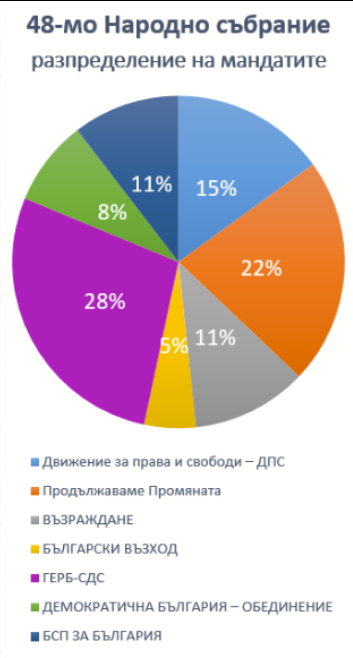 48-мо Народно събрание
разпределение на мандатите
11%
15%
8%
22%
28%
5%
11%
Движение за права и свободи – ДПС
Продължаваме Промяната
ВЪЗРАЖДАНЕ
БЪЛГАРСКИ ВЪЗХОД
ГЕРБ-СДС
ДЕМОКРАТИЧНА БЪЛГАРИЯ – ОБЕДИНЕНИЕ
БСП ЗА БЪЛГАРИЯ